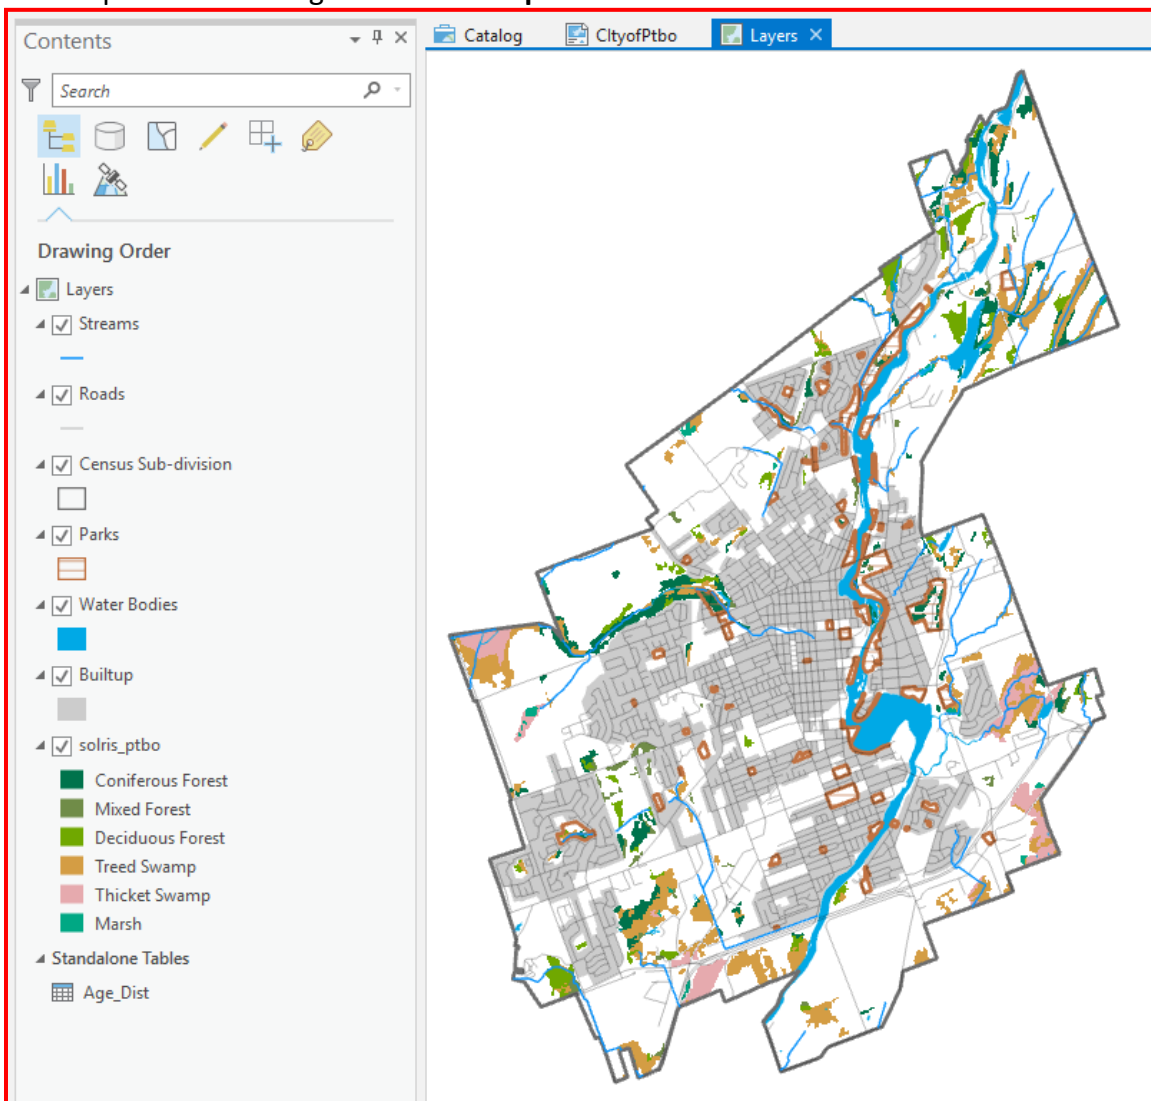 Contents
Catalog
CItyofPtbo
Layers
Search
Drawing Order
Layers
Streams
Roads
Census Sub-division
Parks
Water Bodies
Builtup
solris_ptbo
Coniferous Forest
Mixed Forest
Deciduous Forest
Treed Swamp
Thicket Swamp
Marsh
Standalone Tables
Age_Dist